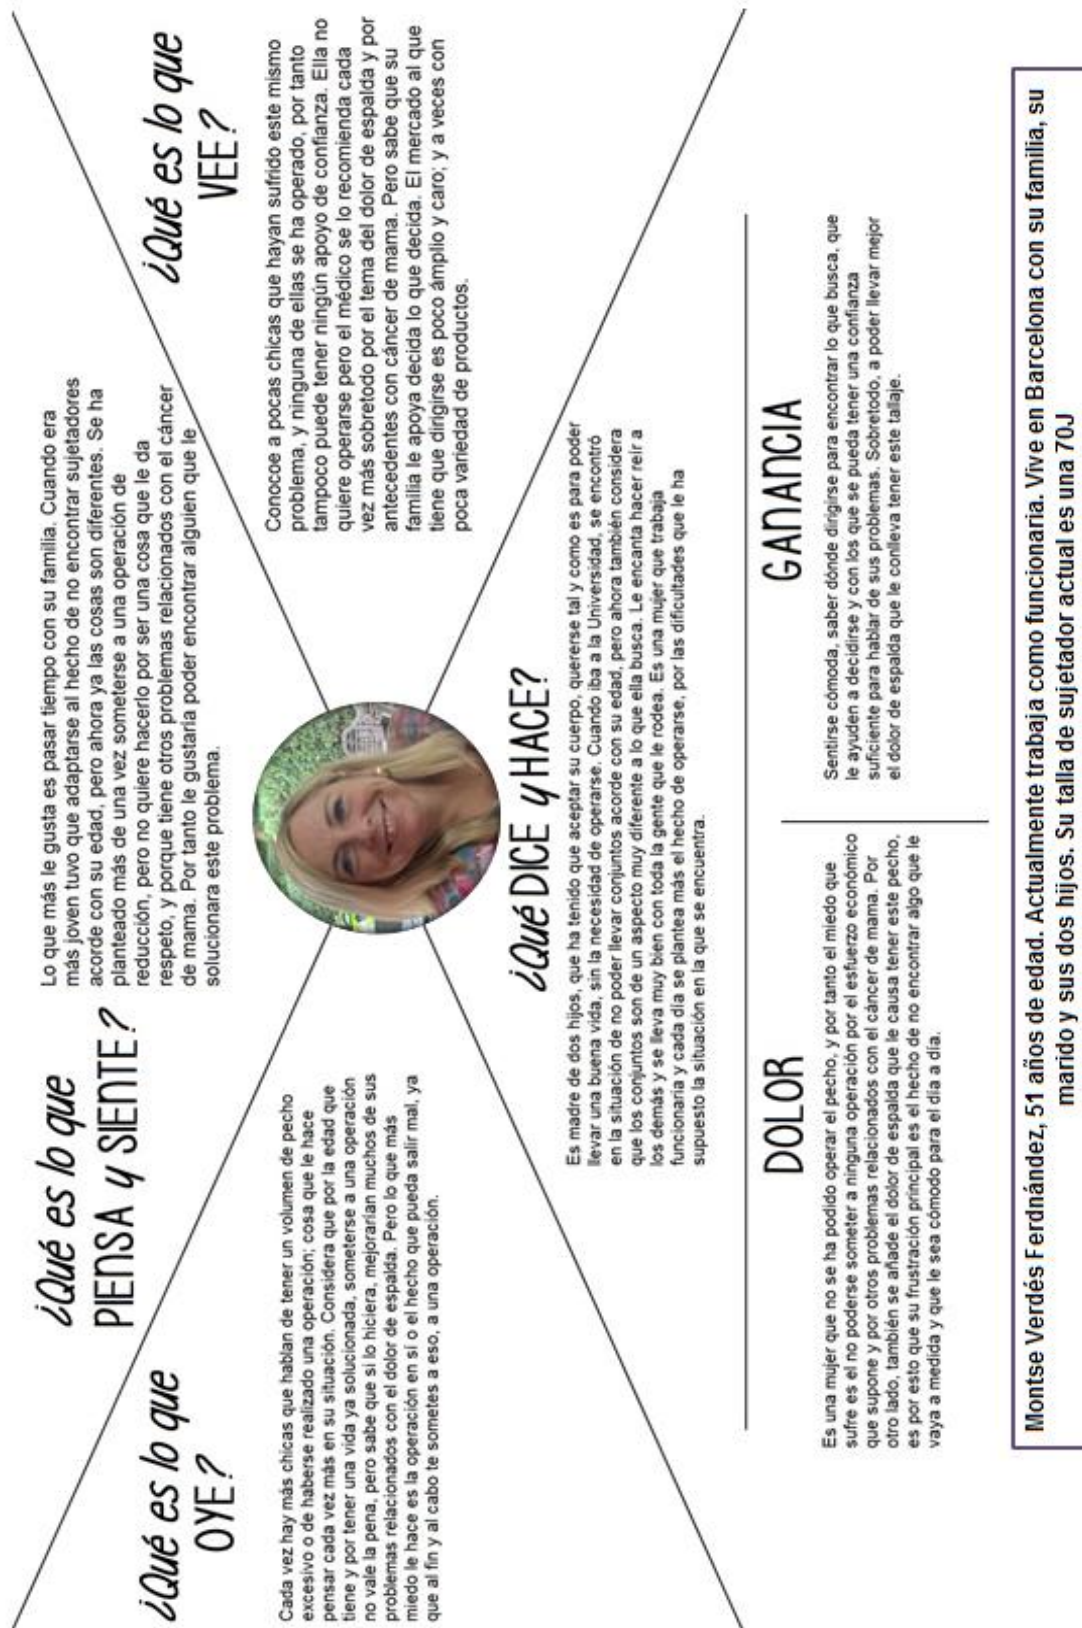 ¿Qué es lo que
PIENSA y SIENTE?
Lo que más le gusta es pasar tiempo con su familia. Cuando era
más joven tuvo que adaptarse al hecho de no encontrar sujetadores
acorde con su edad, pero ahora ya las cosas son diferentes. Se ha
planteado más de una vez someterse a una operación de
reducción, pero no quiere hacerlo por ser una cosa que le da
respeto, y porque tiene otros problemas relacionados con el cáncer
de mama. Por tanto le gustaría poder encontrar alguien que le
solucionara este problema.
¿Qué es lo que
OYE?
Cada vez hay más chicas que hablan de tener un volumen de pecho
excesivo o de haberse realizado una operación; cosa que le hace
pensar cada vez más en su situación. Considera que por la edad que
tiene y por tener una vida ya solucionada, someterse a una operación
no vale la pena, pero sabe que si lo hiciera, mejorarían muchos de sus
problemas relacionados con el dolor de espalda. Pero lo que más
miedo le hace es la operación en sí o el hecho que pueda salir mal, ya
que al fin y al cabo te sometes a eso, a una operación.
¿Qué es lo que
VEE?
Conocoe a pocas chicas que hayan sufrido este mismo
problema, y ninguna de ellas se ha operado, por tanto
tampoco puede tener ningún apoyo de confianza. Ella no
quiere operarse pero el médico se lo recomienda cada
vez más sobretodo por el tema del dolor de espalda y por
antecedentes con cáncer de mama. Pero sabe que su
familia le apoya decida lo que decida. El mercado al que
tiene que dirigirse es poco ámplio y caro; y a veces con
poca variedad de productos.
¿Qué DICE y HACE?
Es madre de dos hijos, que ha tenido que aceptar su cuerpo, quererse tal y como es para poder
llevar una buena vida, sin la necesidad de operarse. Cuando iba a la Universidad, se encontró
en la situación de no poder llevar conjuntos acorde con su edad, pero ahora también considera
que los conjuntos son de un aspecto muy diferente a lo que ella busca. Le encanta hacer reír a
los demás y se lleva muy bien con toda la gente que le rodea. Es una mujer que trabaja
funcionaria y cada día se plantea más el hecho de operarse, por las dificultades que le ha
supuesto la situación en la que se encuentra.
DOLOR
Es una mujer que no se ha podido operar el pecho, y por tanto el miedo que
sufre es el no poderse someter a ninguna operación por el esfuerzo económico
que supone y por otros problemas relacionados con el cáncer de mama. Por
otro lado, también se añade el dolor de espalda que le causa tener este pecho,
es por esto que su frustración principal es el hecho de no encontrar algo que le
vaya a medida y que le sea cómodo para el día a día.
GANANCIA
Sentirse cómoda, saber dónde dirigirse para encontrar lo que busca, que
le ayuden a decidirse y con los que se pueda tener una confianza
suficiente para hablar de sus problemas. Sobretodo, a poder llevar mejor
el dolor de espalda que le conlleva tener este tallaje.
Montse Verdés Ferdnández, 51 años de edad. Actualmente trabaja como funcionaria. Vive en Barcelona con su familia, su
marido y sus dos hijos. Su talla de sujetador actual es una 70J